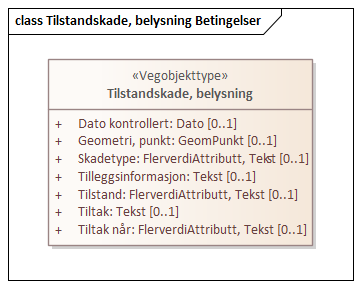 class Tilstandskade, belysning Betingelser
«Vegobjekttype»
Tilstandskade, belysning
+ Dato kontrollert: Dato [0..1]
+ Geometri, punkt: GeomPunkt [0..1]
+ Skadetype: FlerverdiAttributt, Tekst [0..1]
+ Tilleggsinformasjon: Tekst [0..1]
+ Tilstand: FlerverdiAttributt, Tekst [0..1]
+ Tiltak: Tekst [0..1]
+ Tiltak når: FlerverdiAttributt, Tekst [0..1]